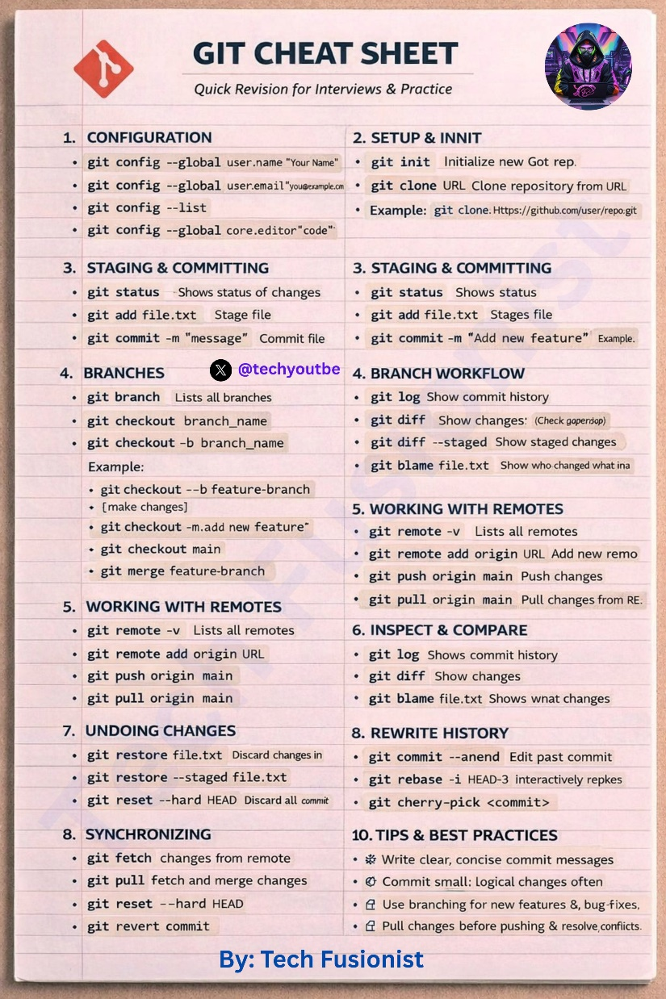 GIT CHEAT SHEET
Quick Revision for Interviews & Practice
1. CONFIGURATION
• git config --global user.name "Your Name"
• git config --global user.email"you@example.cm
• git config --list
• git config --global core.editor"code"
3. STAGING & COMMITTING
• git status Shows status of changes
• git add file.txt Stage file
• git commit -m "message" Commit file
4. BRANCHES
@techyoutbe
• git branch Lists all branches
• git checkout branch_name
• git checkout -b branch_name
Example:
• git checkout --b feature-branch
• [make changes]
• git checkout -m.add new feature"
• git checkout main
• git merge feature-branch
5. WORKING WITH REMOTES
• git remote -v Lists all remotes
• git remote add origin URL
• git push origin main
• git pull origin main
7. UNDOING CHANGES
• git restore file.txt Discard changes in
• git restore --staged file.txt
• git reset --hard HEAD Discard all commit
8. SYNCHRONIZING
• git fetch changes from remote
• git pull fetch and merge changes
• git reset --hard HEAD
• git revert commit
2. SETUP & INNIT
• git init Initialize new Got rep.
• git clone URL Clone repository from URL
• Example: git clone. Https://github.com/user/repo.git
3. STAGING & COMMITTING
• git status Shows status
• git add file.txt Stages file
• git commit -m "Add new feature" Example.
4. BRANCH WORKFLOW
• git log Show commit history
• git diff Show changes: (Check
• git diff --staged Show staged changes
• git blame file.txt Show who changed what ina
5. WORKING WITH REMOTES
• git remote -v Lists all remotes
• git remote add origin URL Add new remo
• git push origin main Push changes
• git pull origin main Pull changes from RE.
6. INSPECT & COMPARE
• git log Shows commit history
• git diff Show changes
• git blame file.txt Shows wnat changes
8. REWRITE HISTORY
• git commit --anend Edit past commit
• git rebase -i HEAD-3 interactively repkes
• git cherry-pick <commit>
10. TIPS & BEST PRACTICES
• Write clear, concise commit messages
• Commit small: Logical changes often
• Use branching for new features &, bug-fixes,
• Pull changes before pushing & resolve,conflicts.
Tech Fusionist
By: Tech Fusionist